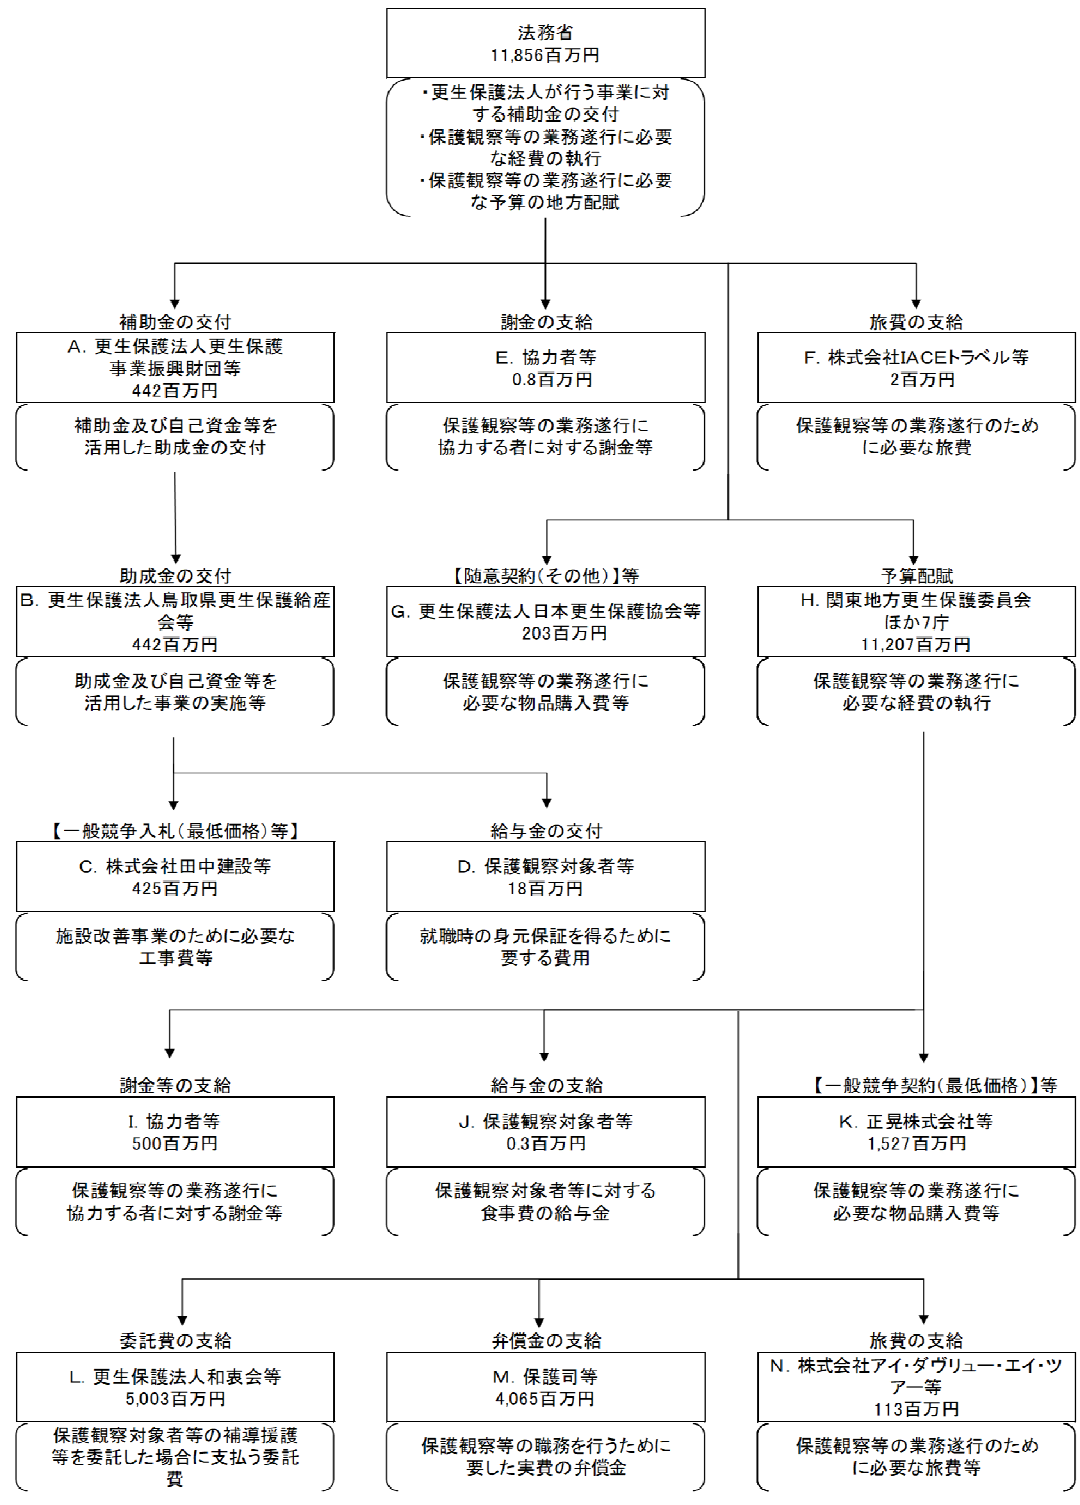 法務省
11,856百万円
・更生保護法人が行う事業に対
する補助金の交付
・保護観察等の業務遂行に必要
な経費の執行
・保護観察等の業務遂行に必要
な予算の地方配賦
補助金の交付
A．更生保護法人更生保護
事業振興財団等
442百万円
補助金及び自己資金等を
活用した助成金の交付
謝金の支給
E．協力者等
0.8百万円
保護観察等の業務遂行に
協力する者に対する謝金等
旅費の支給
F．株式会社IACEトラベル等
2百万円
保護観察等の業務遂行のため
に必要な旅費
助成金の交付
B．更生保護法人鳥取県更生保護給産
会等
442百万円
助成金及び自己資金等を
活用した事業の実施等
【随意契約（その他）】等
G．更生保護法人日本更生保護協会等
203百万円
保護観察等の業務遂行に
必要な物品購入費等
予算配賦
H．関東地方更生保護委員会
ほか7庁
11,207百万円
保護観察等の業務遂行に
必要な経費の執行
【一般競争入札（最低価格）等】
C．株式会社田中建設等
425百万円
施設改善事業のために必要な
工事費等
給与金の交付
D．保護観察対象者等
18百万円
就職時の身元保証を得るために
要する費用
謝金等の支給
I．協力者等
500百万円
保護観察等の業務遂行に
協力する者に対する謝金等
給与金の支給
J．保護観察対象者等
0.3百万円
保護観察対象者等に対する
食事費の給与金
【一般競争契約（最低価格）】等
K．正晃株式会社等
1,527百万円
保護観察等の業務遂行に
必要な物品購入費等
委託費の支給
L．更生保護法人和衷会等
5,003百万円
保護観察対象者等の補導援護
等を委託した場合に支払う委託
費
弁償金の支給
M．保護司等
4,065百万円
保護観察等の職務を行うために
要した実費の弁償金
旅費の支給
N．株式会社アイ・ダヴリュー・エイ・ツ
アー等
113百万円
保護観察等の業務遂行のため
に必要な旅費等